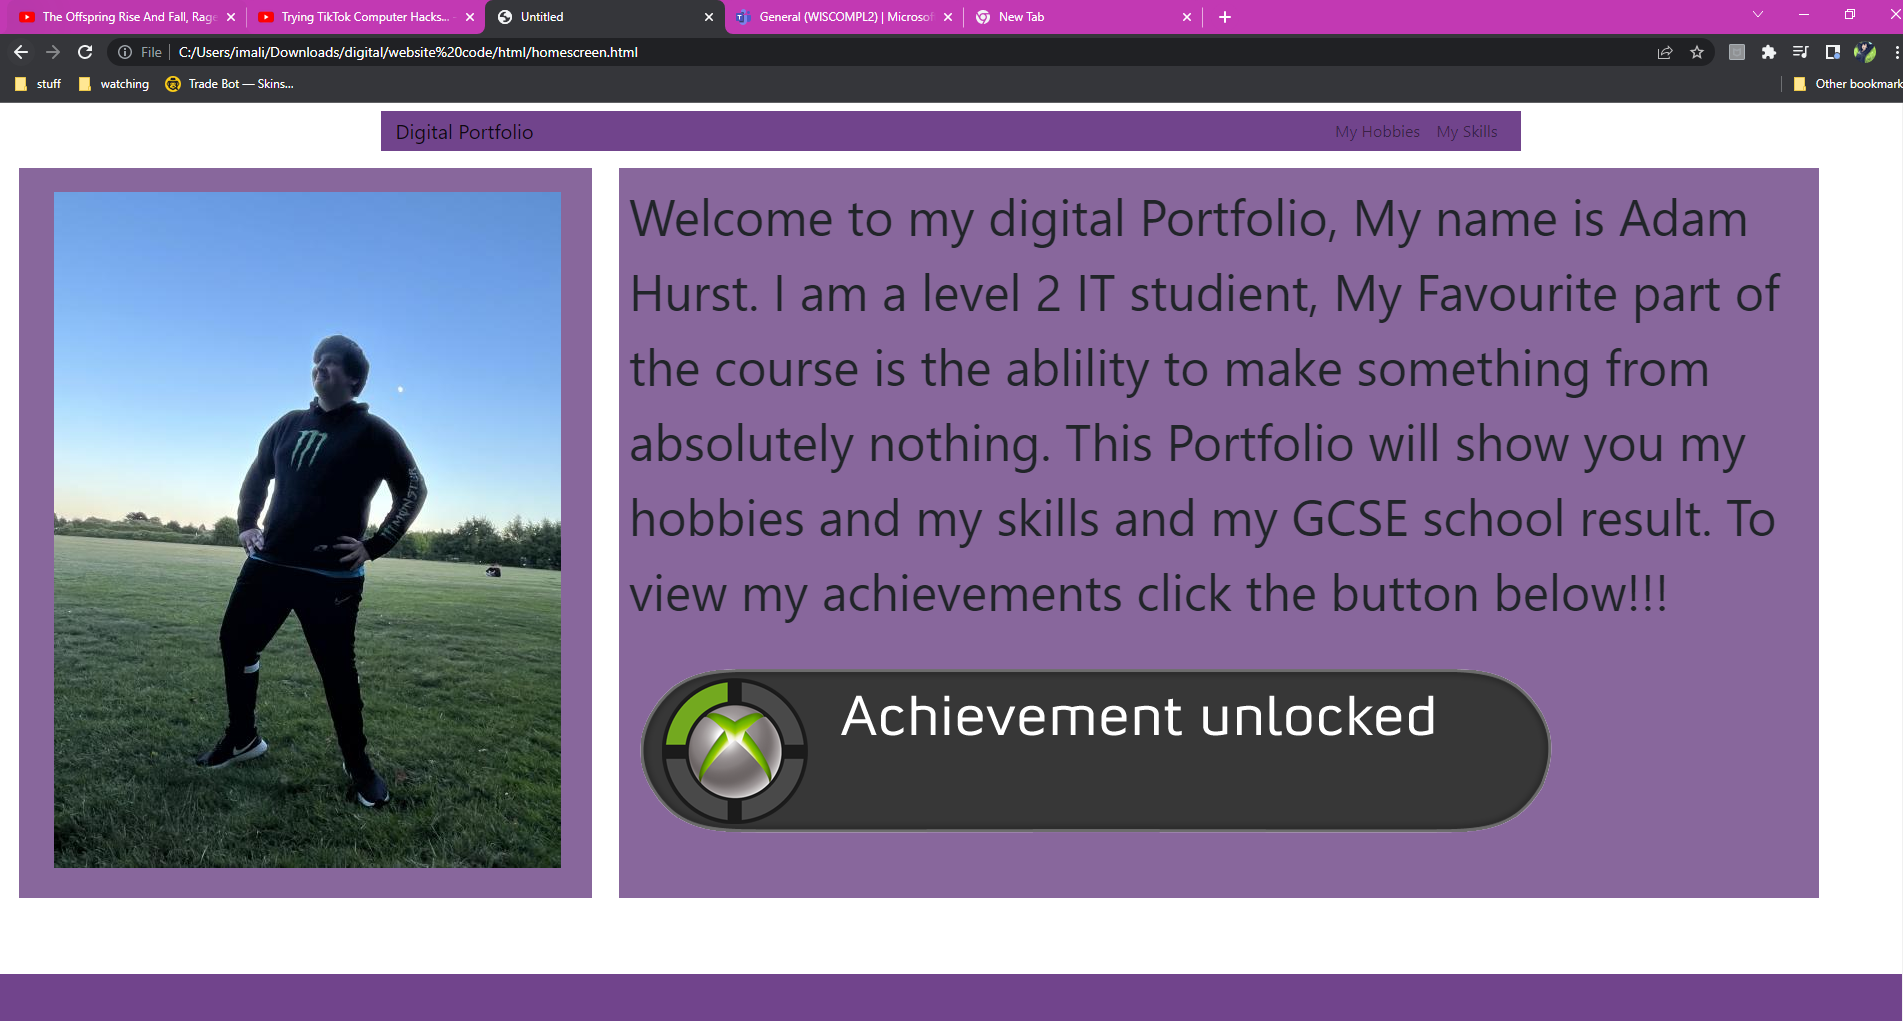 The Offspring Rise And Fall, Rage
Trying TikTok Computer Hacks...
Untitled
General (WISCOMPL2) | Microsof
New Tab
File
C:/Users/imali/Downloads/digital/website%20code/html/homescreen.html
stuff
watching
Trade Bot — Skins...
Other bookmark
Digital Portfolio
My Hobbies
My Skills
MONSTER
Welcome to my digital Portfolio, My name is Adam
Hurst. I am a level 2 IT studient, My Favourite part of
the course is the ablility to make something from
absolutely nothing. This Portfolio will show you my
hobbies and my skills and my GCSE school result. To
view my achievements click the button below!!!
Achievement unlocked